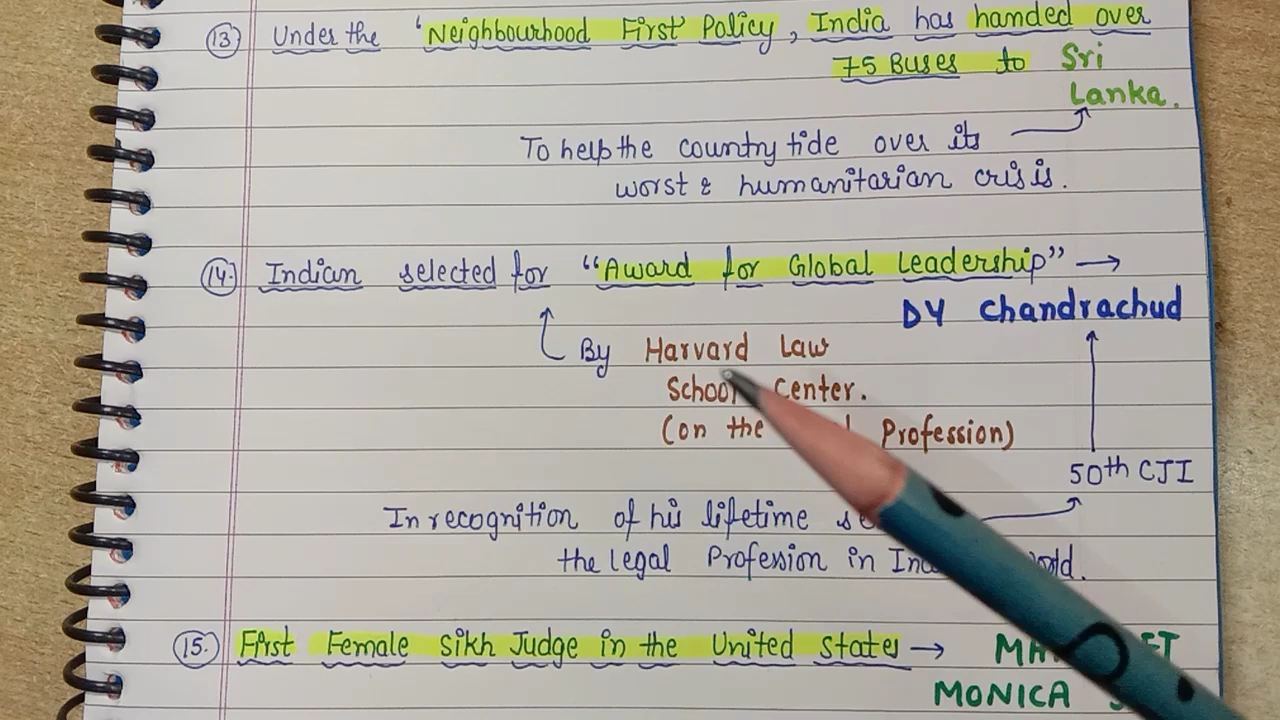 13 Under the 'Neighbourhood First' Policy, India has handed over
75 Buses to Sri
Lanka.
To help the country tide over its
worst & humanitarian crisis.
14. Indian selected for "Award for Global Leadership" →
DY Chandrachud
By Harvard Law
School Center.
(on the Profession)
50th CJI
In recognition of his lifetime
the legal Profession in
15. First Female Sikh Judge in the United States →
MONICA